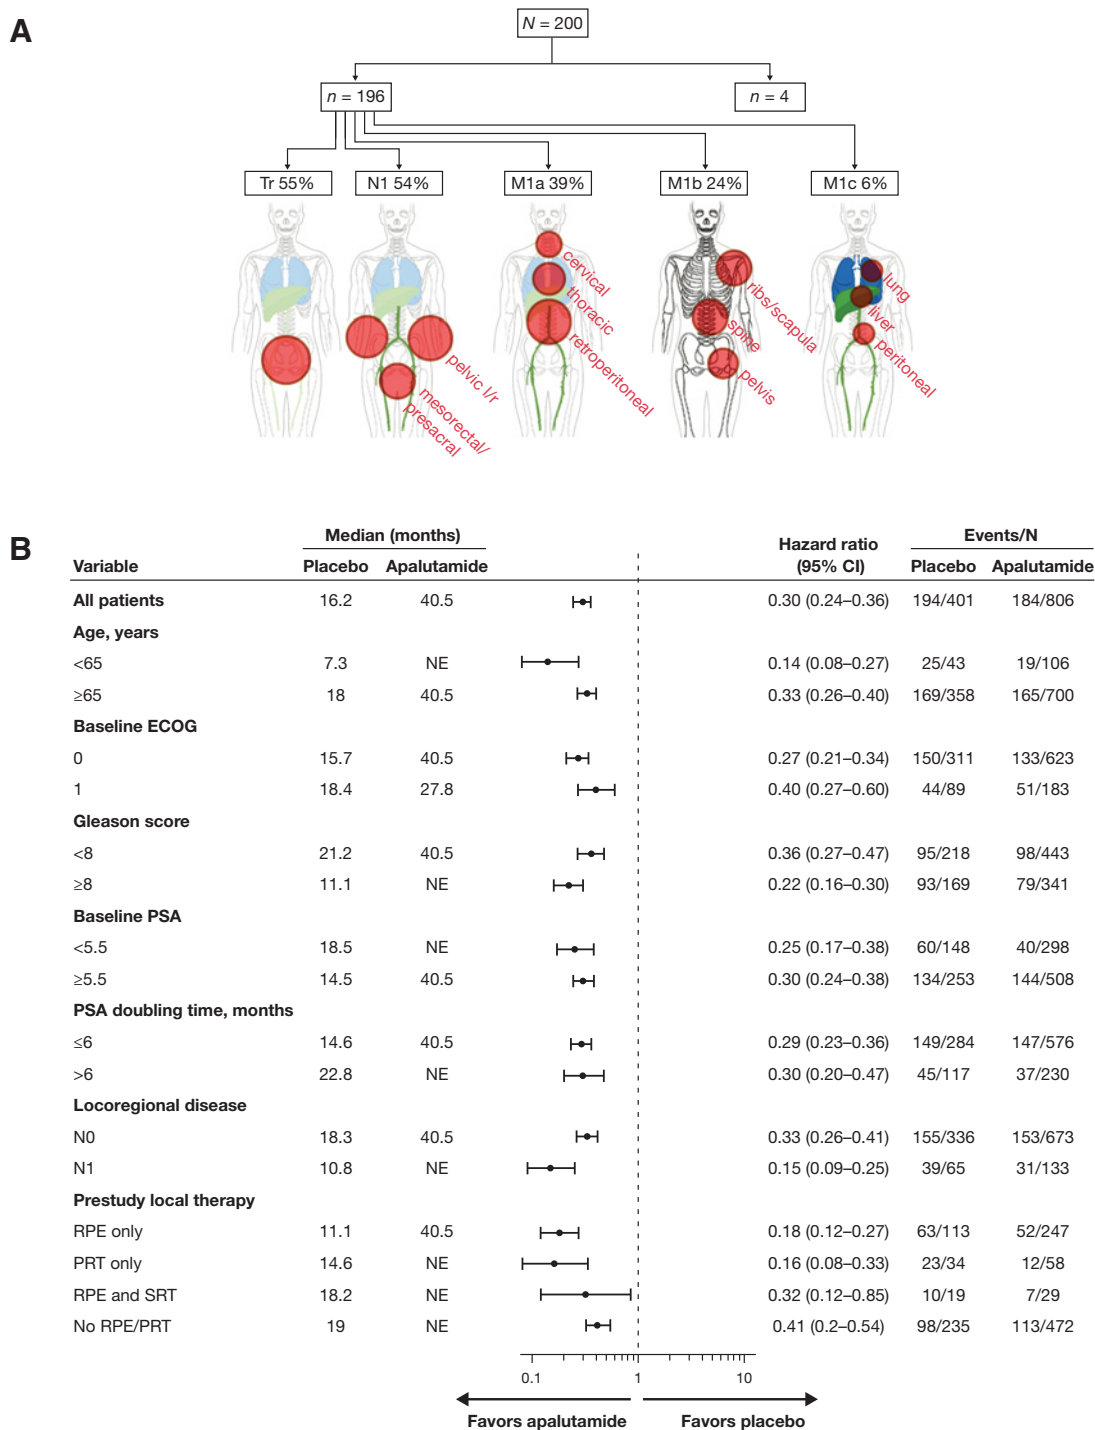 A
N = 200
n = 196
n = 4
Tr 55%
N1 54%
M1a 39%
M1b 24%
M1c 6%
pelvic l/r
mesorectal/
presacral
cervical
thoracic
retroperitoneal
ribs/scapula
spine
pelvis
lung
liver
peritoneal
B
Median (months)
Hazard ratio
Events/N
Variable Placebo Apalutamide (95% CI) Placebo Apalutamide
All patients 16.2 40.5 0.30 (0.24–0.36) 194/401 184/806
Age, years
<65 7.3 NE 0.14 (0.08–0.27) 25/43 19/106
≥65 18 40.5 0.33 (0.26–0.40) 169/358 165/700
Baseline ECOG
0 15.7 40.5 0.27 (0.21–0.34) 150/311 133/623
1 18.4 27.8 0.40 (0.27–0.60) 44/89 51/183
Gleason score
<8 21.2 40.5 0.36 (0.27–0.47) 95/218 98/443
≥8 11.1 NE 0.22 (0.16–0.30) 93/169 79/341
Baseline PSA
<5.5 18.5 NE 0.25 (0.17–0.38) 60/148 40/298
≥5.5 14.5 40.5 0.30 (0.24–0.38) 134/253 144/508
PSA doubling time, months
≤6 14.6 40.5 0.29 (0.23–0.36) 149/284 147/576
>6 22.8 NE 0.30 (0.20–0.47) 45/117 37/230
Locoregional disease
N0 18.3 40.5 0.33 (0.26–0.41) 155/336 153/673
N1 10.8 NE 0.15 (0.09–0.25) 39/65 31/133
Prestudy local therapy
RPE only 11.1 40.5 0.18 (0.12–0.27) 63/113 52/247
PRT only 14.6 NE 0.16 (0.08–0.33) 23/34 12/58
RPE and SRT 18.2 NE 0.32 (0.12–0.85) 10/19 7/29
No RPE/PRT 19 NE 0.41 (0.2–0.54) 98/235 113/472
0.1 1 10
Favors apalutamide Favors placebo